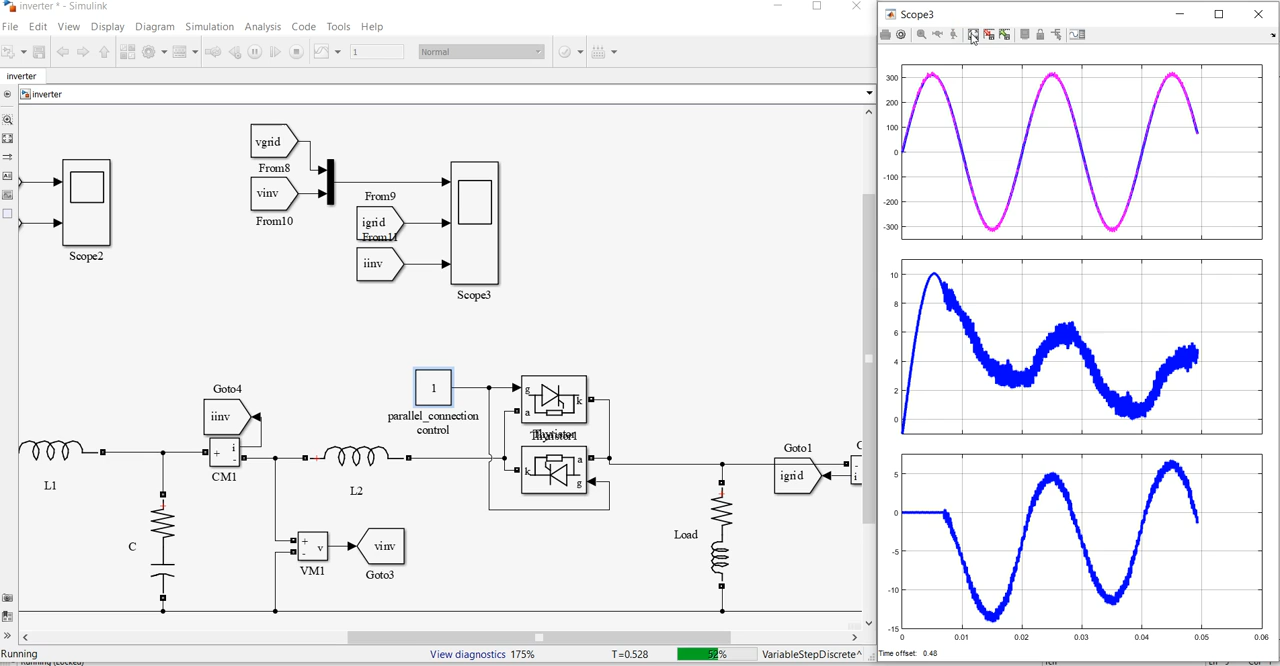 inverter * - Simulink
File Edit View Display Diagram Simulation Analysis Code Tools Help
1
Normal
inverter
inverter
vgrid
From8
vinv
From10
From9
igrid
From11
iinv
Scope2
Scope3
Goto4
iinv
1
parallel_connection
control
g
a
k
Thyristor1
k
a
g
L1
+
i
-
CM1
L2
Goto1
igrid
-
i
C
+
-
v
VM1
vinv
Goto3
Load
Running
View diagnostics 175%
T=0.528
52%
VariableStepDiscrete
Scope3
300
200
100
0
-100
-200
-300
10
8
6
4
2
0
5
0
-5
-10
-15
0 0.01 0.02 0.03 0.04 0.05 0.06
Time offset: 0.48